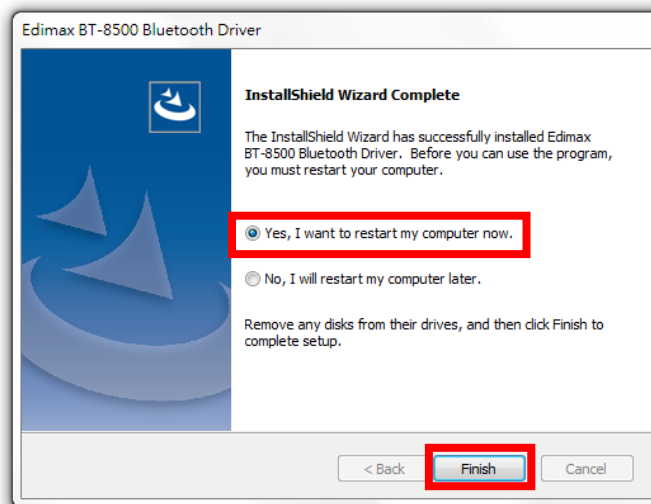 Edimax BT-8500 Bluetooth Driver
InstallShield Wizard Complete
The InstallShield Wizard has successfully installed Edimax
BT-8500 Bluetooth Driver. Before you can use the program,
you must restart your computer.
Yes, I want to restart my computer now.
No, I will restart my computer later.
Remove any disks from their drives, and then click Finish to
complete setup.
< Back Finish Cancel